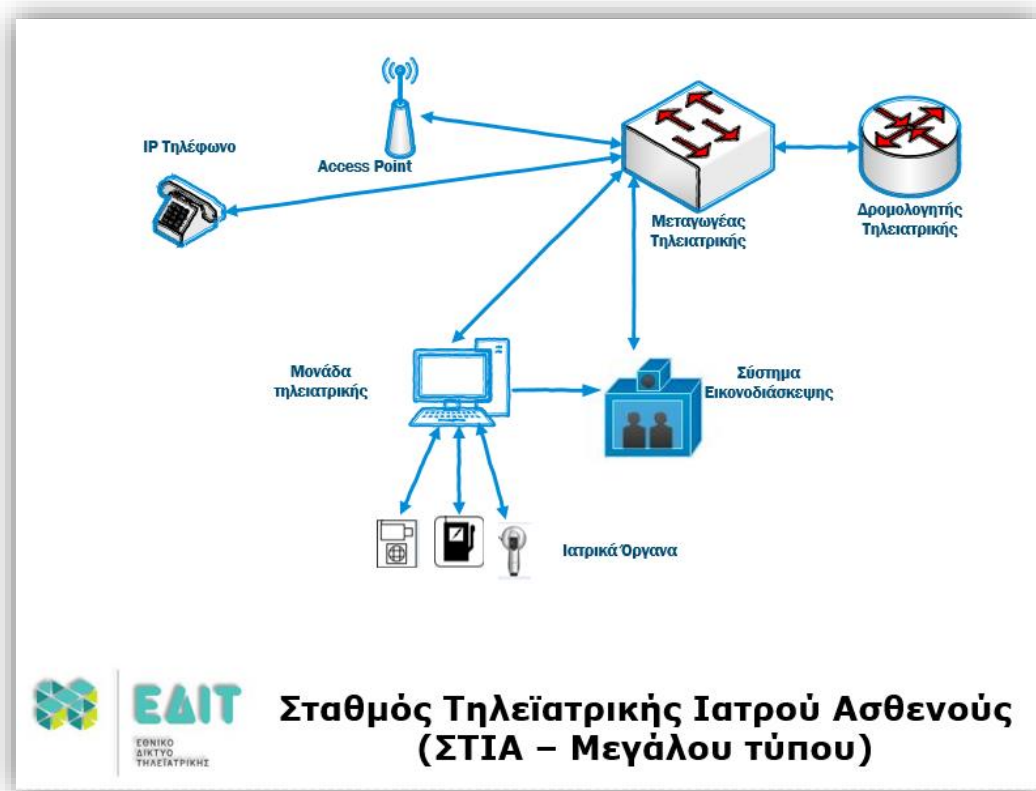 IP Τηλέφωνο
Access Point
Μεταγωγέας
Τηλειατρικής
Δρομολογητής
Τηλειατρικής
Μονάδα
τηλειατρικής
Σύστημα
Εικονοδιάσκεψης
Ιατρικά Όργανα
ΕΔΙΤ
ΕΘΝΙΚΟ
ΔΙΚΤΥΟ
ΤΗΛΕΪΑΤΡΙΚΗΣ
Σταθμός Τηλεϊατρικής Ιατρού Ασθενούς
(ΣΤΙΑ – Μεγάλου τύπου)